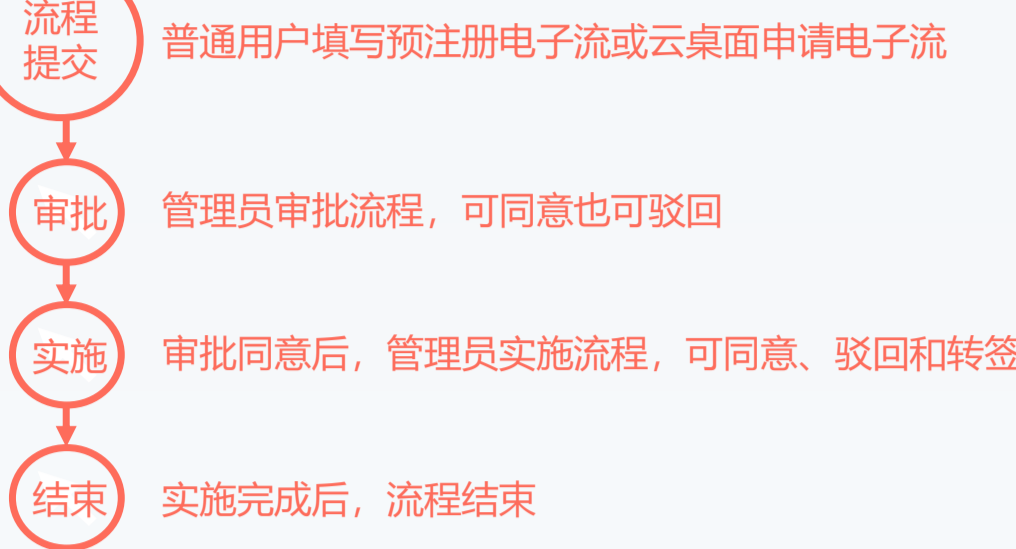 流程
提交
普通用户填写预注册电子流或云桌面申请电子流
审批
管理员审批流程，可同意也可驳回
实施
审批同意后，管理员实施流程，可同意、驳回和转签
结束
实施完成后，流程结束